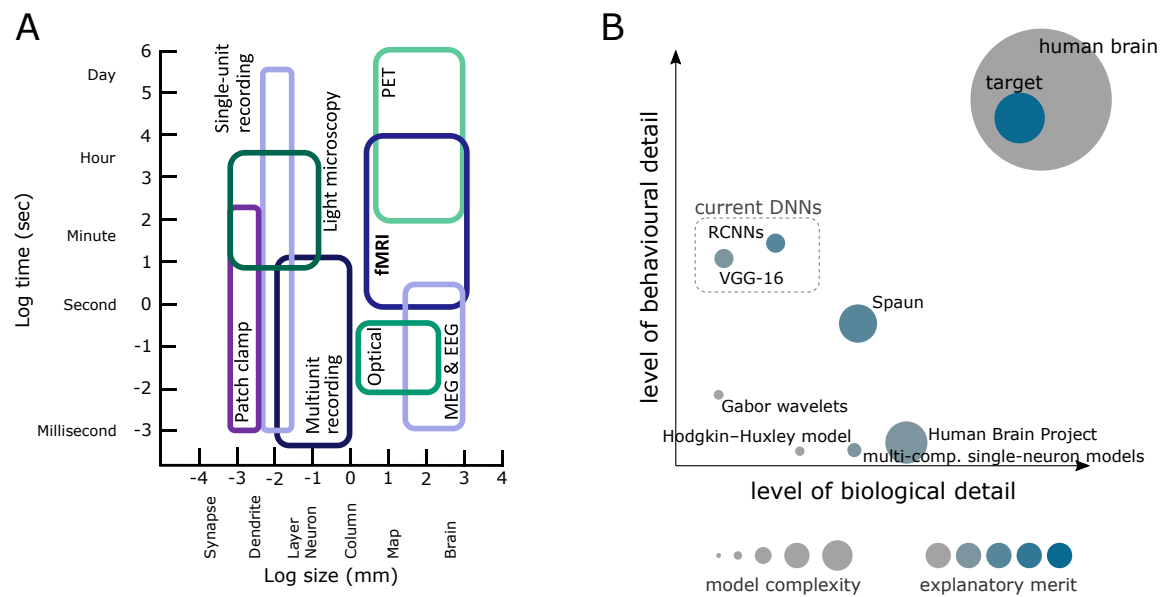 A
6
5
4
3
2
1
0
-1
-2
-3
Day
Hour
Minute
Second
Millisecond
Log time (sec)
Single-unit
recording
Light microscopy
PET
fMRI
Patch clamp
Multiunit
recording
Optical
MEG & EEG
-4
-3
-2
-1
0
1
2
3
4
Synapse
Dendrite
Layer
Neuron
Column
Map
Brain
Log size (mm)
B
level of behavioural detail
human brain
target
current DNNs
RCNNs
VGG-16
Spaun
Gabor wavelets
Hodgkin–Huxley model
Human Brain Project
multi-comp. single-neuron models
level of biological detail
model complexity
explanatory merit